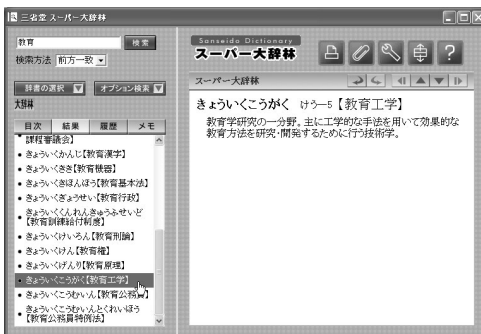 三省堂 スーパー大辞林
教育
検索
検索方法 前方一致
辞書の選択
オプション検索
大辞林
目次 結果 履歴 メモ
課程審議会】
• きょういくかんじ【教育漢字】
• きょういくきき【教育機器】
• きょういくきほんほう【教育基本法】
• きょういくぎょうせい【教育行政】
• きょういくくんれんきゅうふせいど
【教育訓練給付制度】
• きょういくけいろん【教育刑論】
• きょういくけん【教育権】
• きょういくげんり【教育原理】
• きょういくこうがく【教育工学】
• きょういくこうむいん【教育公務員】
• きょういくこうむいんとくれいほう
【教育公務員特例法】
Sanseido Dictionary
スーパー大辞林
スーパー大辞林
きょういくこうがく けう—5【教育工学】
教育学研究の一分野。主に工学的な手法を用いて効果的な
教育方法を研究・開発するために行う技術学。